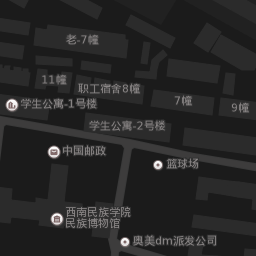 老-7幢
11幢
职工宿舍8幢
学生公寓-1号楼
7幢
9幢
学生公寓-2号楼
中国邮政
篮球场
西南民族学院
民族博物馆
奥美dm派发公司